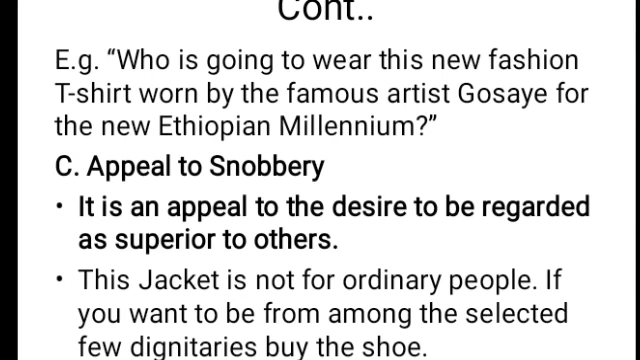 Cont..
E.g. “Who is going to wear this new fashion
T-shirt worn by the famous artist Gosaye for
the new Ethiopian Millennium?”
C. Appeal to Snobbery
• It is an appeal to the desire to be regarded
as superior to others.
• This Jacket is not for ordinary people. If
you want to be from among the selected
few dignitaries buy the shoe.